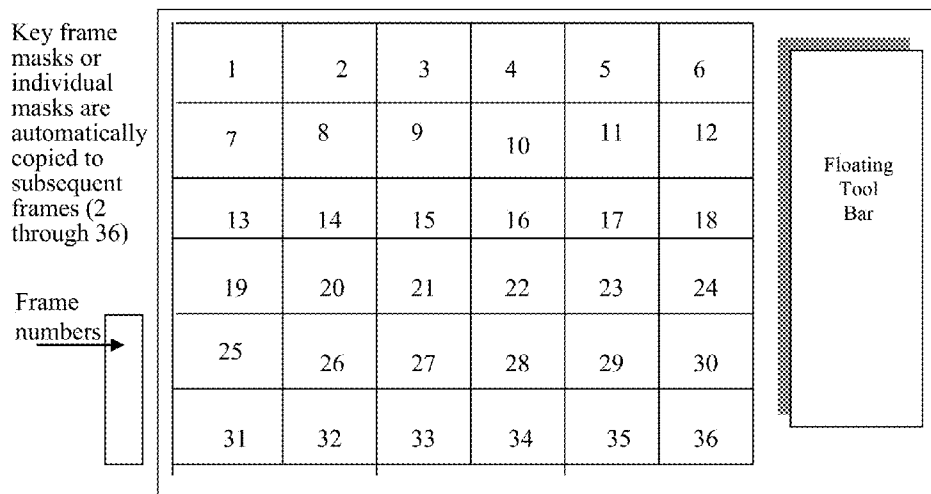 Key frame
masks or
individual
masks are
automatically
copied to
subsequent
frames (2
through 36)
Frame
numbers
1 2 3 4 5 6
7 8 9 10 11 12
13 14 15 16 17 18
19 20 21 22 23 24
25 26 27 28 29 30
31 32 33 34 35 36
Floating
Tool
Bar